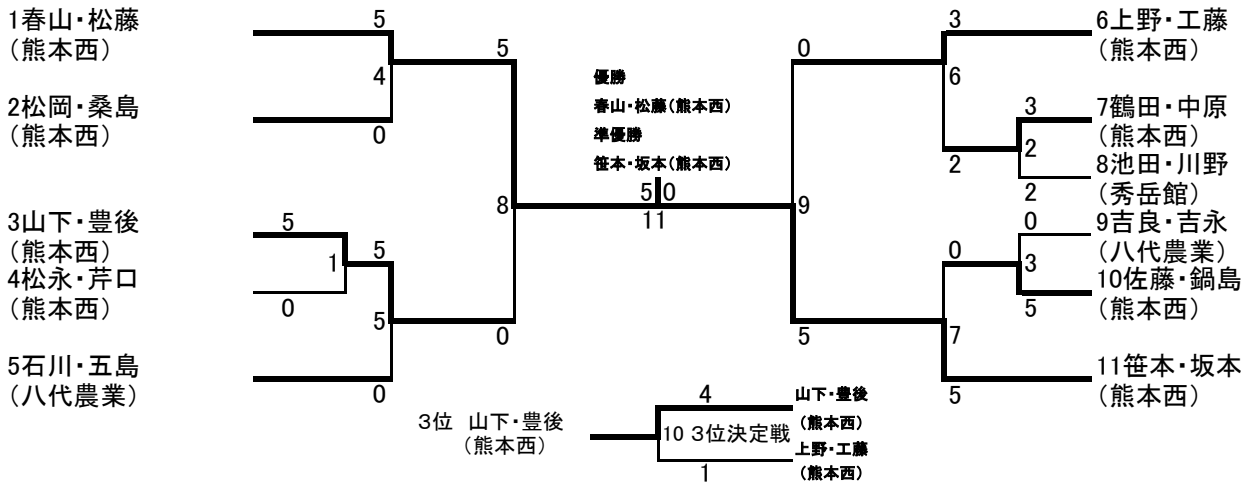 1春山・松藤
(熊本西)
5
4
2松岡・桑島
(熊本西)
0
5
3山下・豊後
(熊本西)
5
1
4松永・芹口
(熊本西)
0
5
5
5石川・五島
(八代農業)
0
8
0
優勝
春山・松藤(熊本西)
準優勝
笹本・坂本(熊本西)
5 0
11
0
9
5
3
6上野・工藤
(熊本西)
6
2
3
7鶴田・中原
(熊本西)
2
8池田・川野
(秀岳館)
2
0
9吉良・吉永
(八代農業)
0
3
10佐藤・鍋島
(熊本西)
5
7
11笹本・坂本
(熊本西)
5
3位 山下・豊後
(熊本西)
4
山下・豊後
(熊本西)
10 3位決定戦
上野・工藤
(熊本西)
1